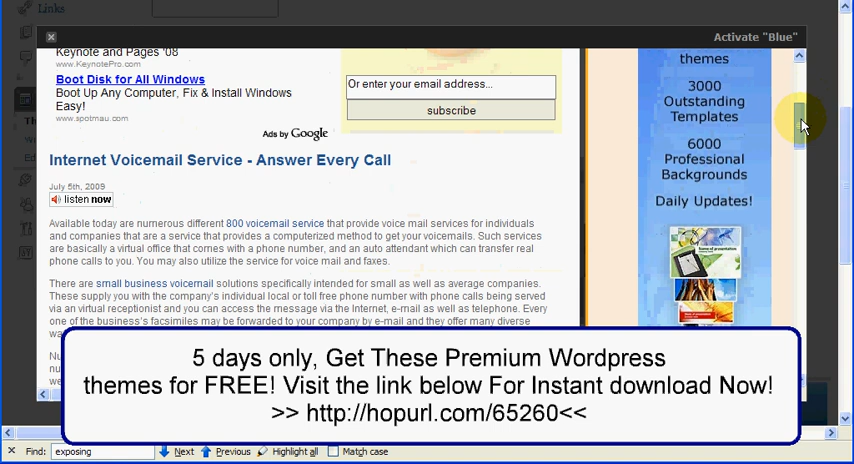 Links
Activate "Blue"
Keynote and Pages '08
www.KeynotePro.com
Boot Disk for All Windows
Boot Up Any Computer, Fix & Install Windows
Easy!
www.spotmau.com
Ads by Google
Or enter your email address...
subscribe
Internet Voicemail Service - Answer Every Call
July 5th, 2009
listen now
Available today are numerous different 800 voicemail service that provide voice mail services for individuals
and companies that are a service that provides a computerized method to get your voicemails. Such services
are basically a virtual office that comes with a phone number, and an auto attendant which can transfer real
phone calls to you. You may also utilize the service for voice mail and faxes.
There are small business voicemail solutions specifically intended for small as well as average companies.
These supply you with the company's individual local or toll free phone number with phone calls being served
via an virtual receptionist and you can access the message via the Internet, e-mail as well as telephone. Every
one of the business's facsimiles may be forwarded to your company by e-mail and they offer many diverse
themes
3000
Outstanding
Templates
6000
Professional
Backgrounds
Daily Updates!
5 days only, Get These Premium Wordpress
themes for FREE! Visit the link below For Instant download Now!
>> http://hopurl.com/65260<<
Find: exposing Next Previous Highlight all Match case